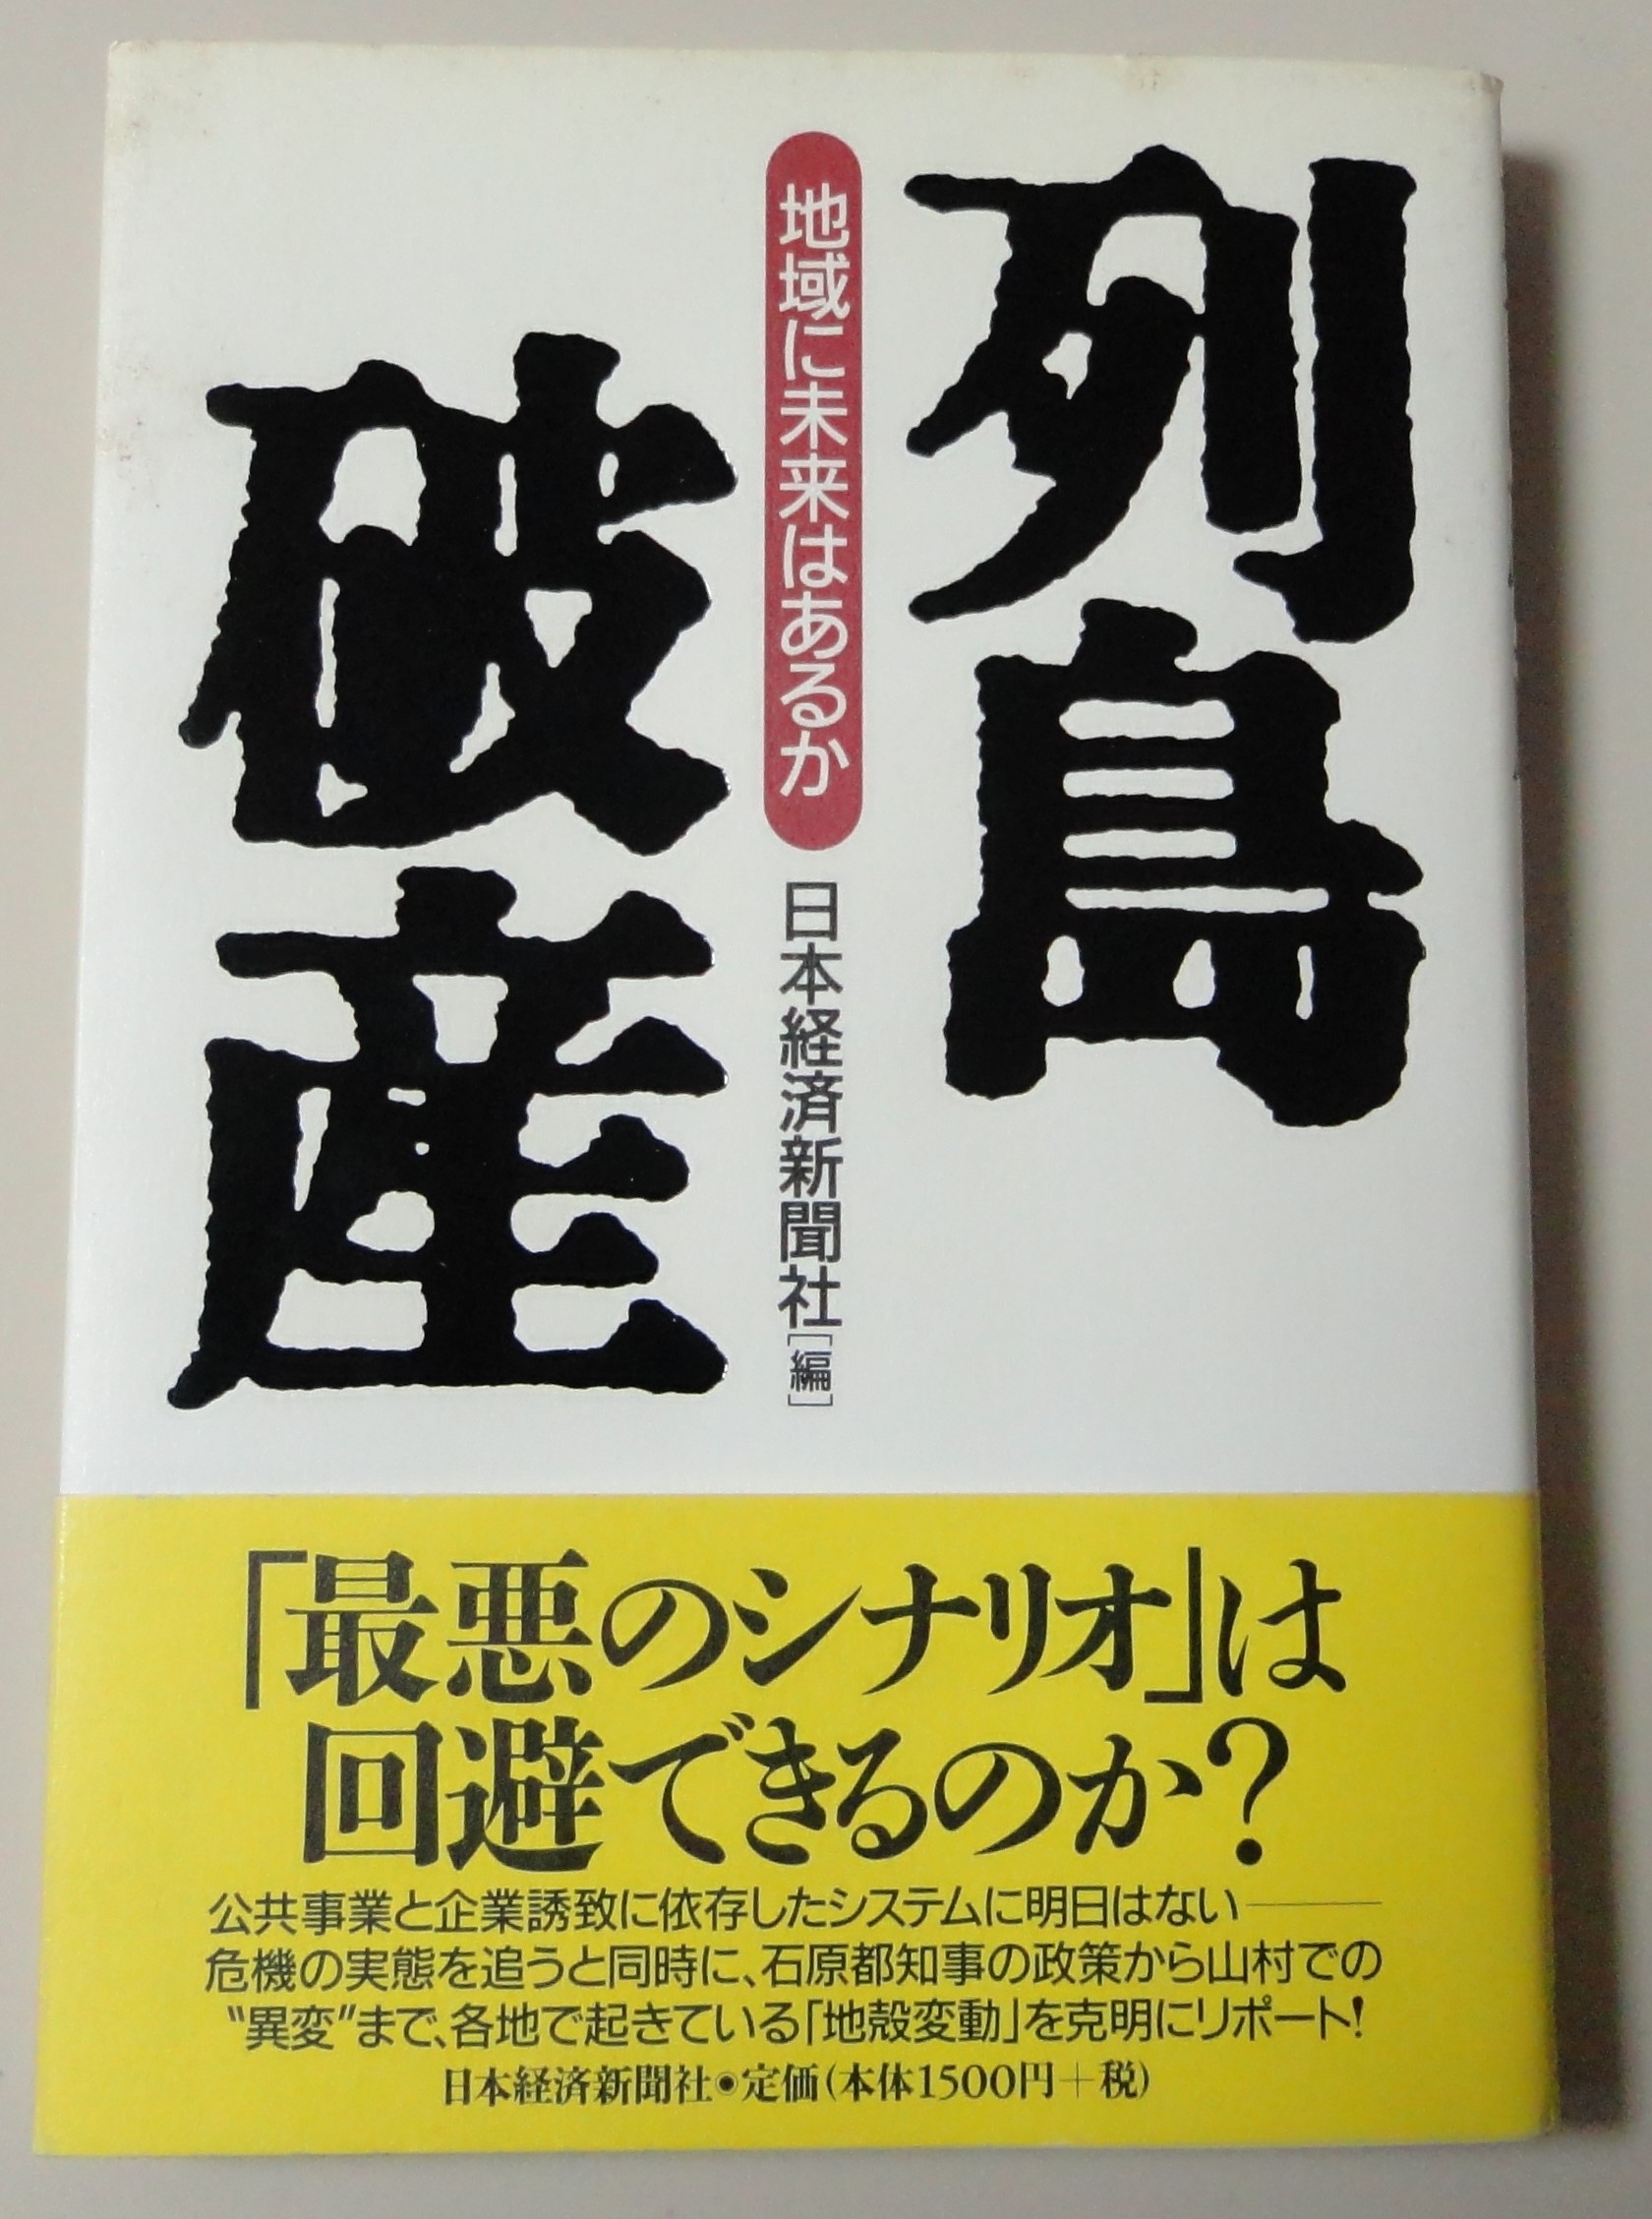 列島
地域に未来はあるか
日本経済新聞社[編]
破産
「最悪のシナリオ」は
回避できるのか?
公共事業と企業誘致に依存したシステムに明日はない――
危機の実態を追うと同時に、石原都知事の政策から山村での
“異変”まで、各地で起きている「地殻変動」を克明にリポート!
日本経済新聞社◉定価(本体1500円+税)